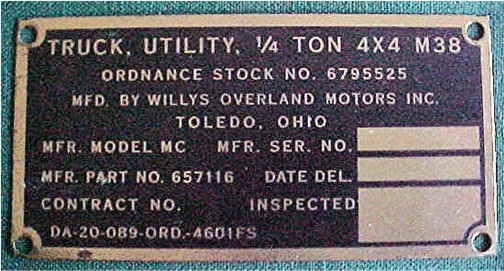 TRUCK, UTILITY, 1/4 TON 4X4 M38
ORDNANCE STOCK NO. 6795525
MFD. BY WILLYS OVERLAND MOTORS INC.
TOLEDO, OHIO
MFR. MODEL MC MFR. SER. NO.
MFR. PART NO. 657116 DATE DEL.
CONTRACT NO. INSPECTED
DA-20-089-ORD.-4601FS